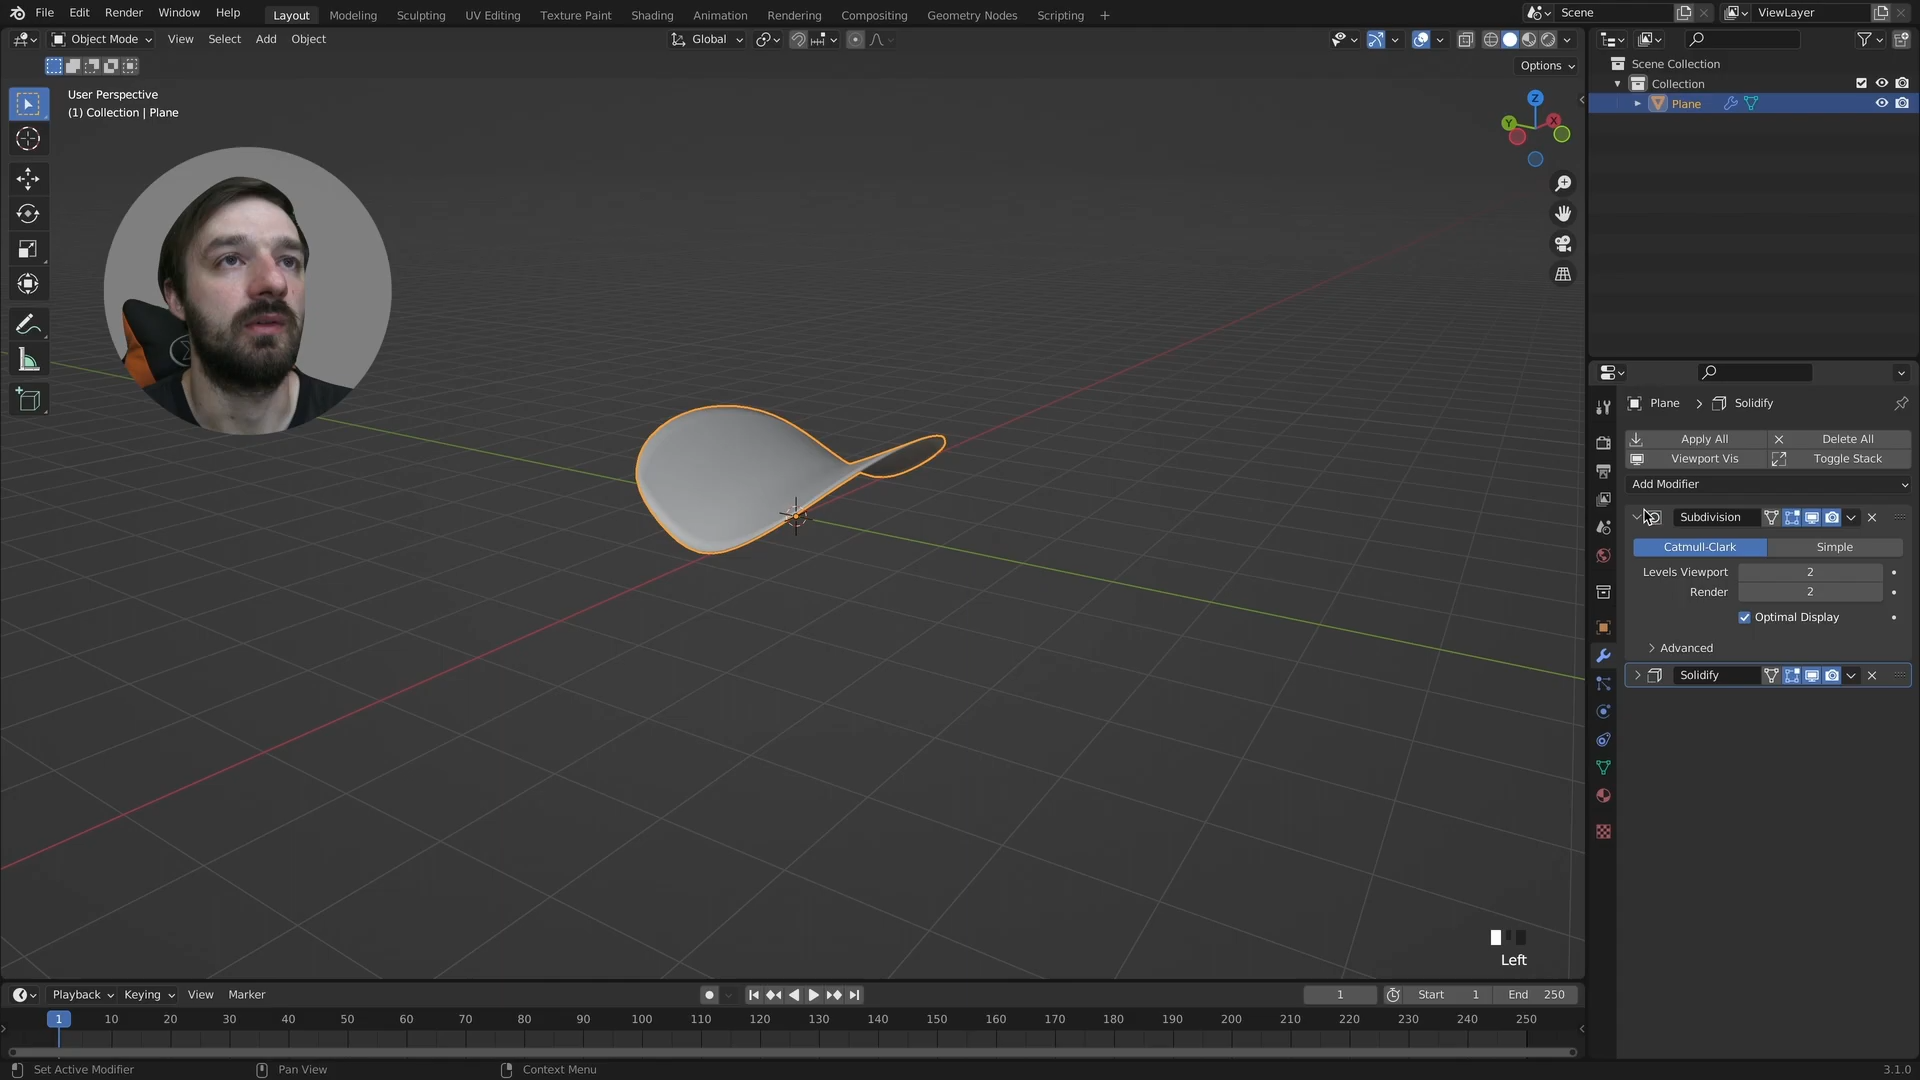 File Edit Render Window Help Layout Modeling Sculpting UV Editing Texture Paint Shading Animation Rendering Compositing Geometry Nodes Scripting + Scene ViewLayer
Object Mode View Select Add Object Global
Options
User Perspective
(1) Collection | Plane
Z
Y
X
Scene Collection
Collection
Plane
Plane > Solidify
Apply All Delete All
Viewport Vis Toggle Stack
Add Modifier
Subdivision
Catmull-Clark Simple
Levels Viewport 2
Render 2
Optimal Display
Advanced
Solidify
Left
Playback Keying View Marker 1 Start 1 End 250
1 10 20 30 40 50 60 70 80 90 100 110 120 130 140 150 160 170 180 190 200 210 220 230 240 250
Set Active Modifier Pan View Context Menu 3.1.0